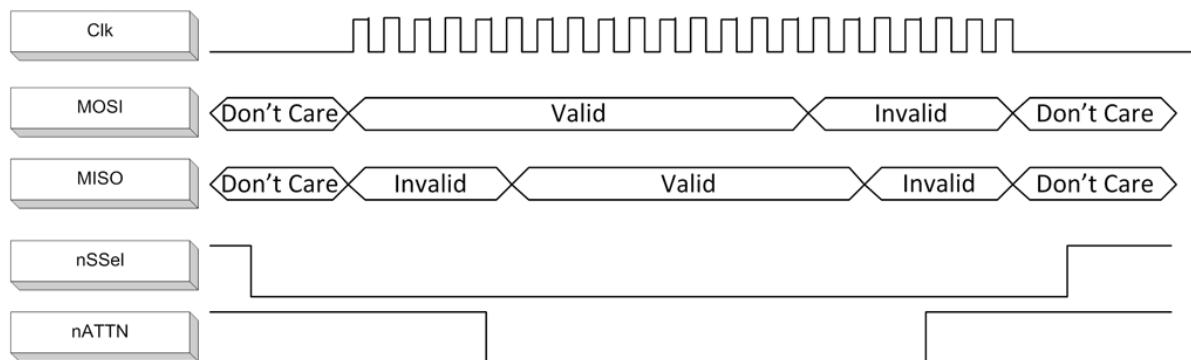 Clk
MOSI
Don't Care Valid Invalid Don't Care
MISO
Don't Care Invalid Valid Invalid Don't Care
nSSel
nATTN